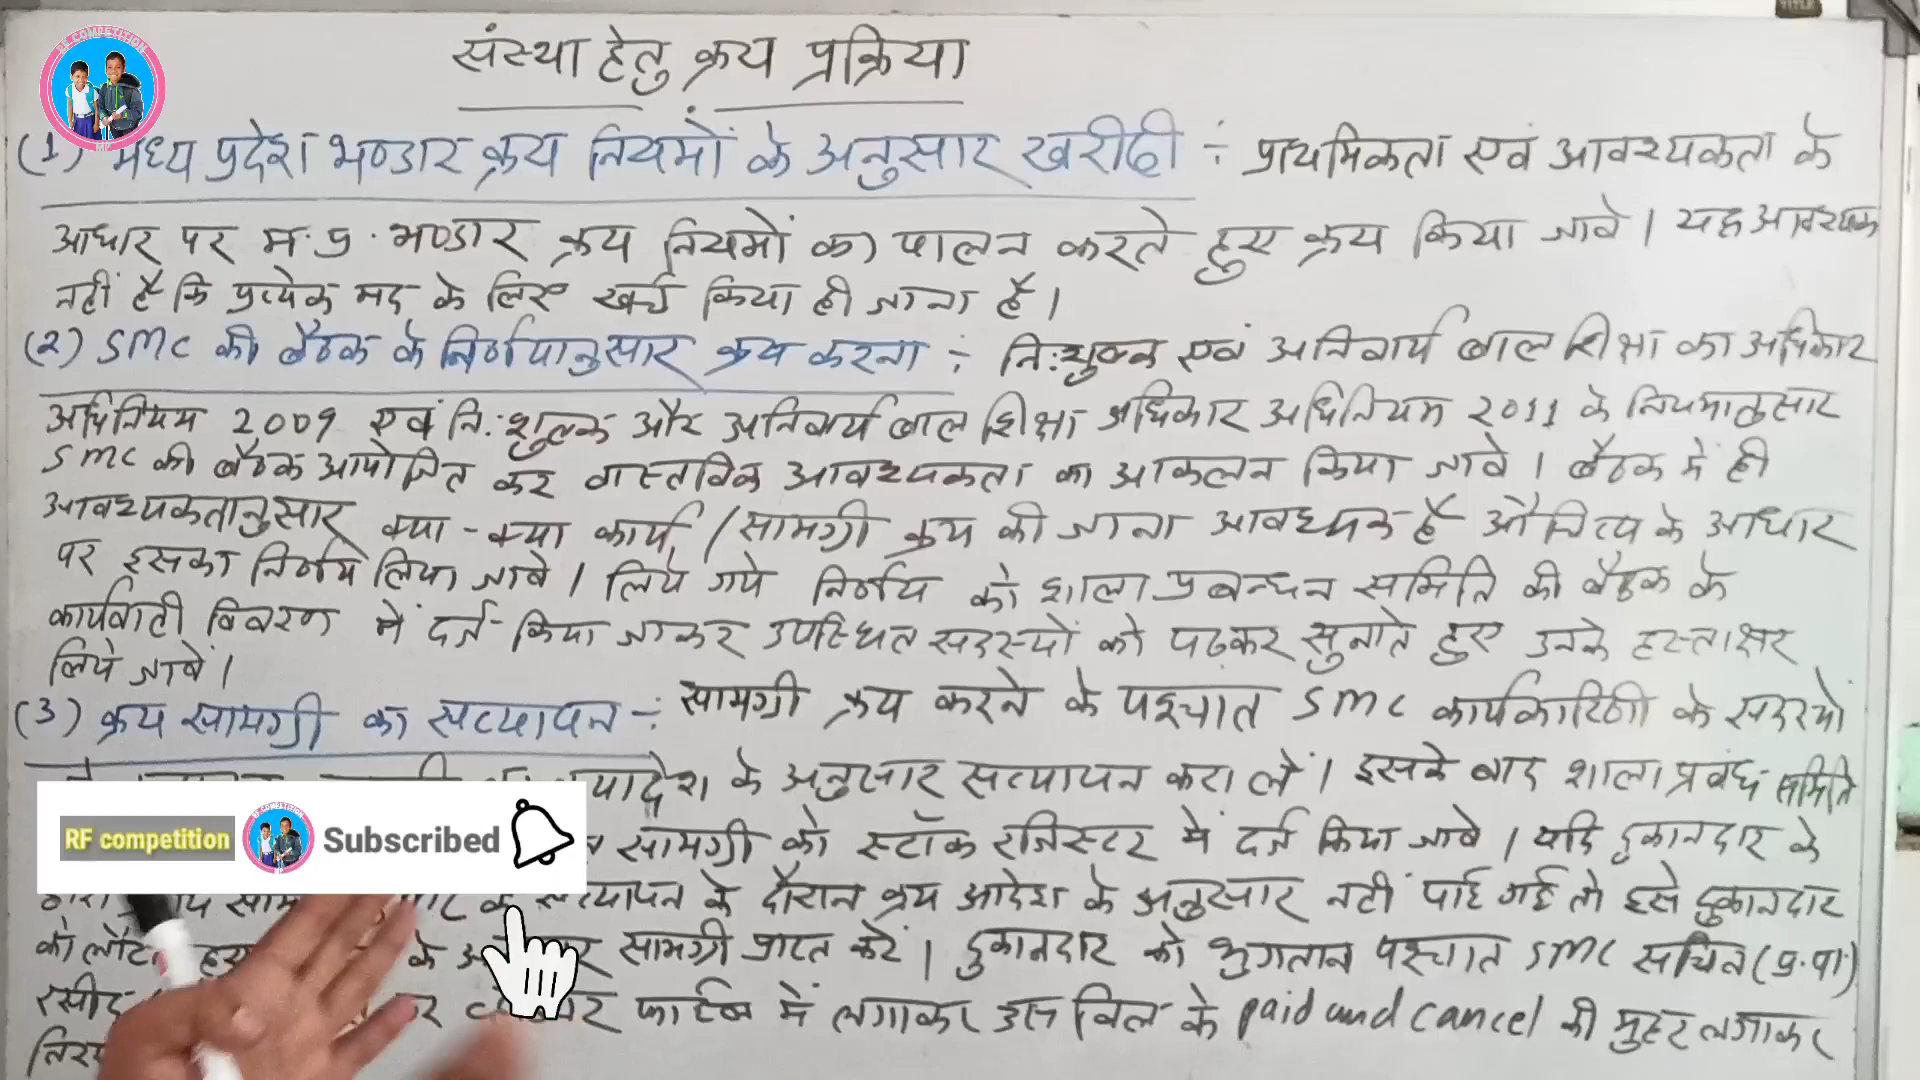 संस्था हेतु क्रय प्रक्रिया
(1) मध्य प्रदेश भण्डार क्रय नियमों के अनुसार खरीदी ÷ प्राथमिकता एवं आवश्यकता के
आधार पर म.प्र. भण्डार क्रय नियमों का पालन करते हुए क्रय किया जावे। यह आवश्यक
नहीं है कि प्रत्येक मद के लिए खर्च किया ही जाना है।
(2) SMC की बैठक के निर्णयानुसार क्रय करना ÷ नि:शुल्क एवं अनिवार्य बाल शिक्षा का अधिकार
अधिनियम 2009 एवं नि:शुल्क और अनिवार्य बाल शिक्षा अधिकार अधिनियम 2011 के नियमानुसार
SMC की बैठक आयोजित कर वास्तविक आवश्यकता का आकलन किया जावे। बैठक में ही
आवश्यकतानुसार क्या-क्या कार्य/सामग्री क्रय की जाना आवश्यक है औचित्य के आधार
पर इसका निर्णय लिया जावे। लिये गये निर्णय को शाला प्रबन्धन समिति की बैठक के
कार्यवाही विवरण में दर्ज किया जाकर उपस्थित सदस्यों को पढ़कर सुनाते हुए उनके हस्ताक्षर
लिये जावें।
(3) क्रय सामग्री का सत्यापन ÷ सामग्री क्रय करने के पश्चात SMC कार्यकारिणी के सदस्यों
के अनुसार सत्यापन करा लें। इसके बाद शाला प्रबंध समिति
सामग्री को स्टॉक रजिस्टर में दर्ज किया जावे। यदि दुकानदार के
सत्यापन के दौरान क्रय आदेश के अनुसार नहीं पाई गई तो इसे दुकानदार
को के सामग्री प्राप्त करें। दुकानदार को भुगतान पश्चात SMC सचिव (प्र.पा.)
रसीद फाईल में लगाकर उस बिल के paid and cancel की मुहर लगाकर
RF competition Subscribed
RF COMPETITION